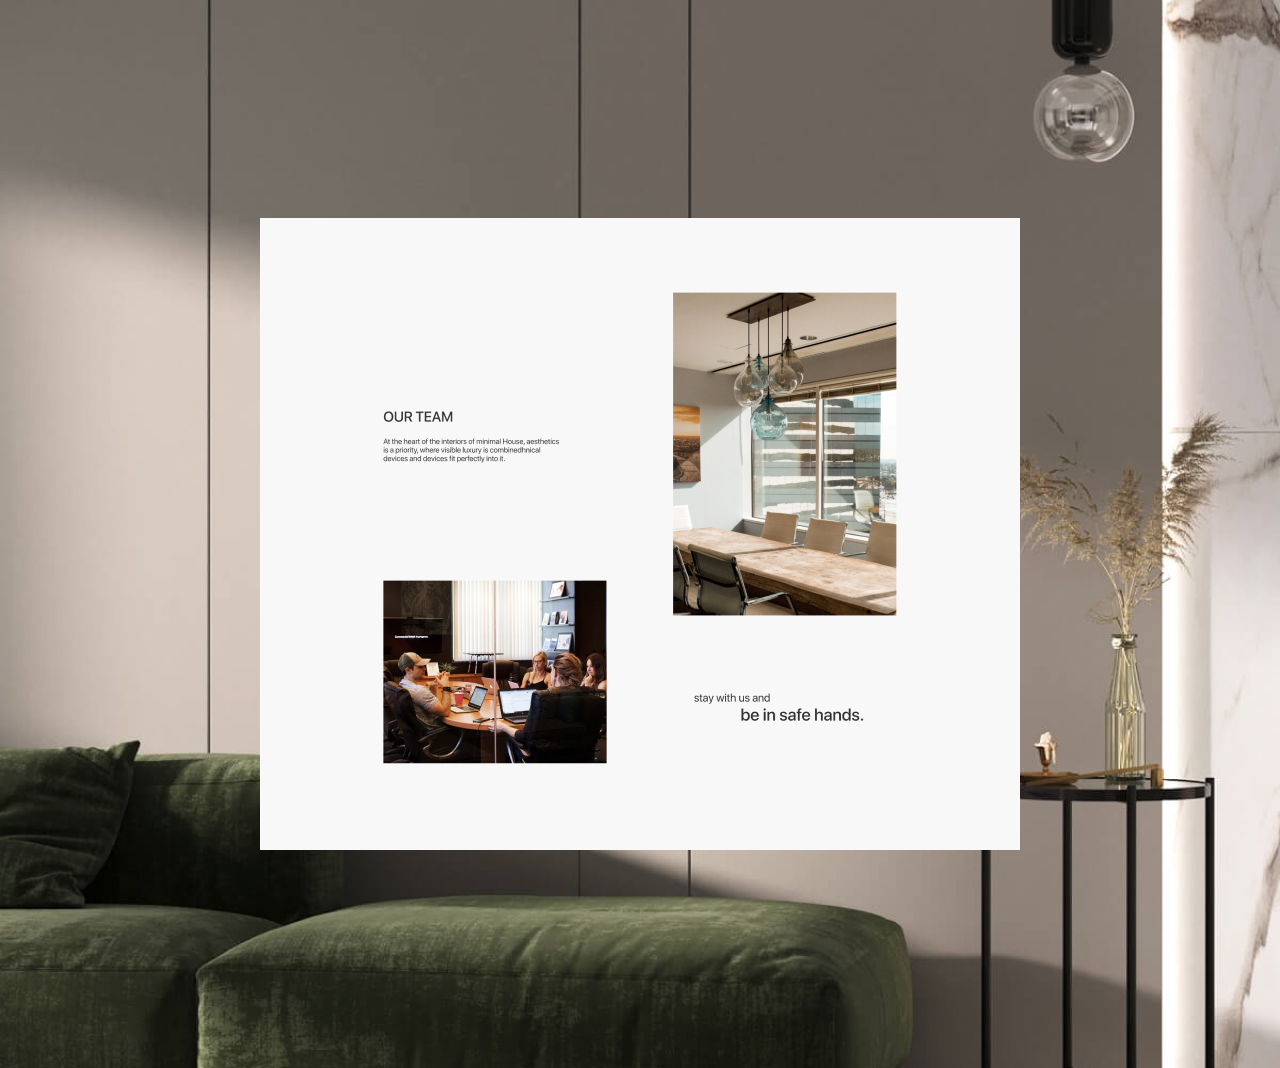 OUR TEAM
At the heart of the interiors of minimal House, aesthetics
is a priority, where visible luxury is combinedhnical
devices and devices fit perfectly into it.
stay with us and
be in safe hands.